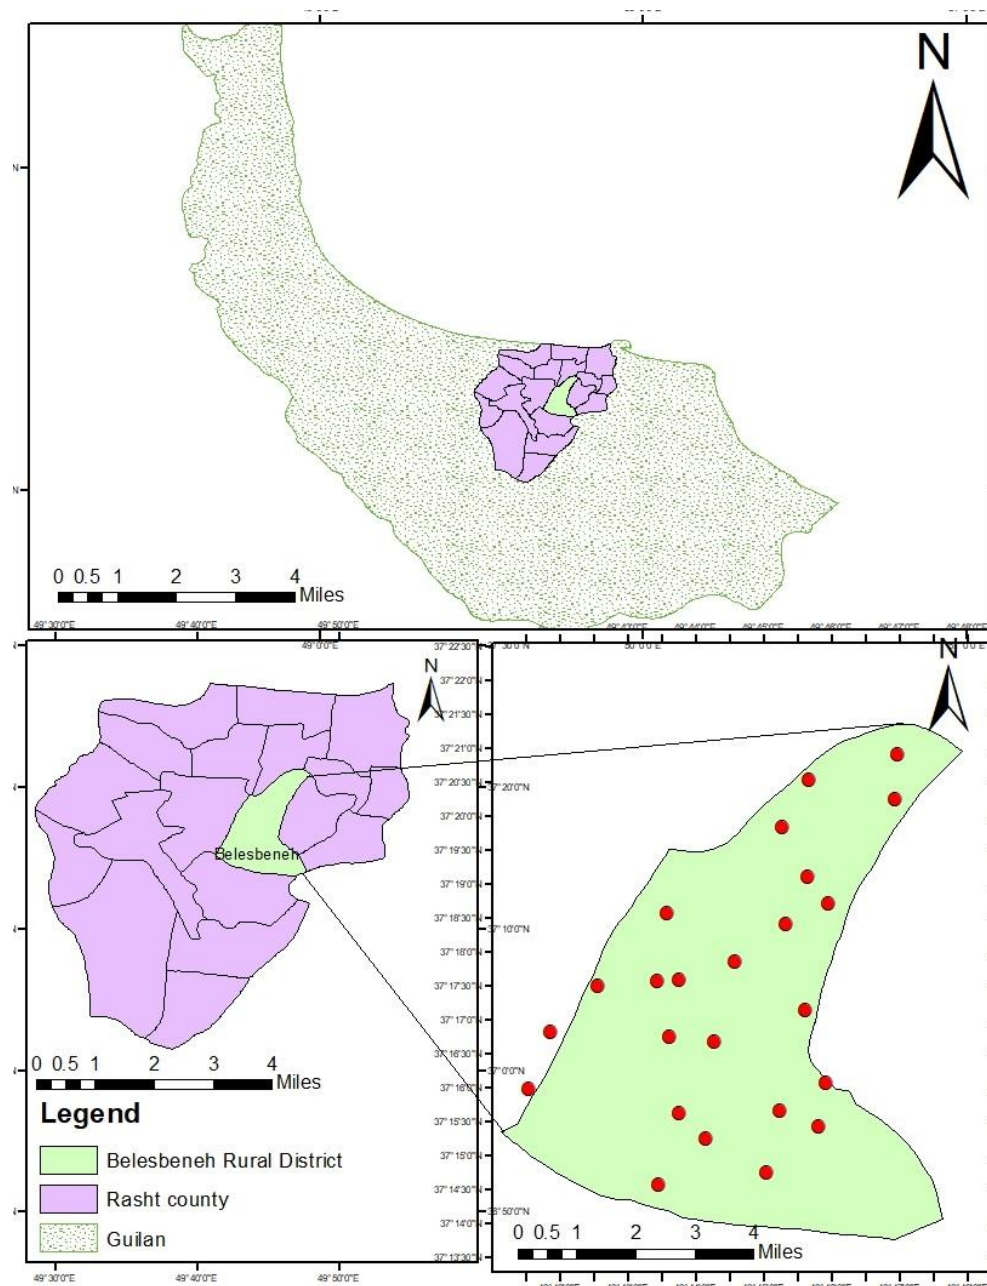 N
0 0.5 1 2 3 4
Miles
49°30'0"E 49°40'0"E 49°50'0"E
N
Belesbeneh
0 0.5 1 2 3 4
Miles
Legend
Belesbeneh Rural District
Rasht county
Guilan
49°30'0"E 49°40'0"E 49°50'0"E
N
37°22'30"N
37°22'0"N
37°21'30"N
37°21'0"N
37°20'30"N
37°20'0"N
37°20'0"N
37°19'30"N
37°19'0"N
37°18'30"N
37°10'0"N
37°18'0"N
37°17'30"N
37°17'0"N
37°16'30"N
37°0'0"N
37°16'0"N
37°15'30"N
37°15'0"N
37°14'30"N
37°14'0"N
37°13'30"N
0 0.5 1 2 3 4
Miles